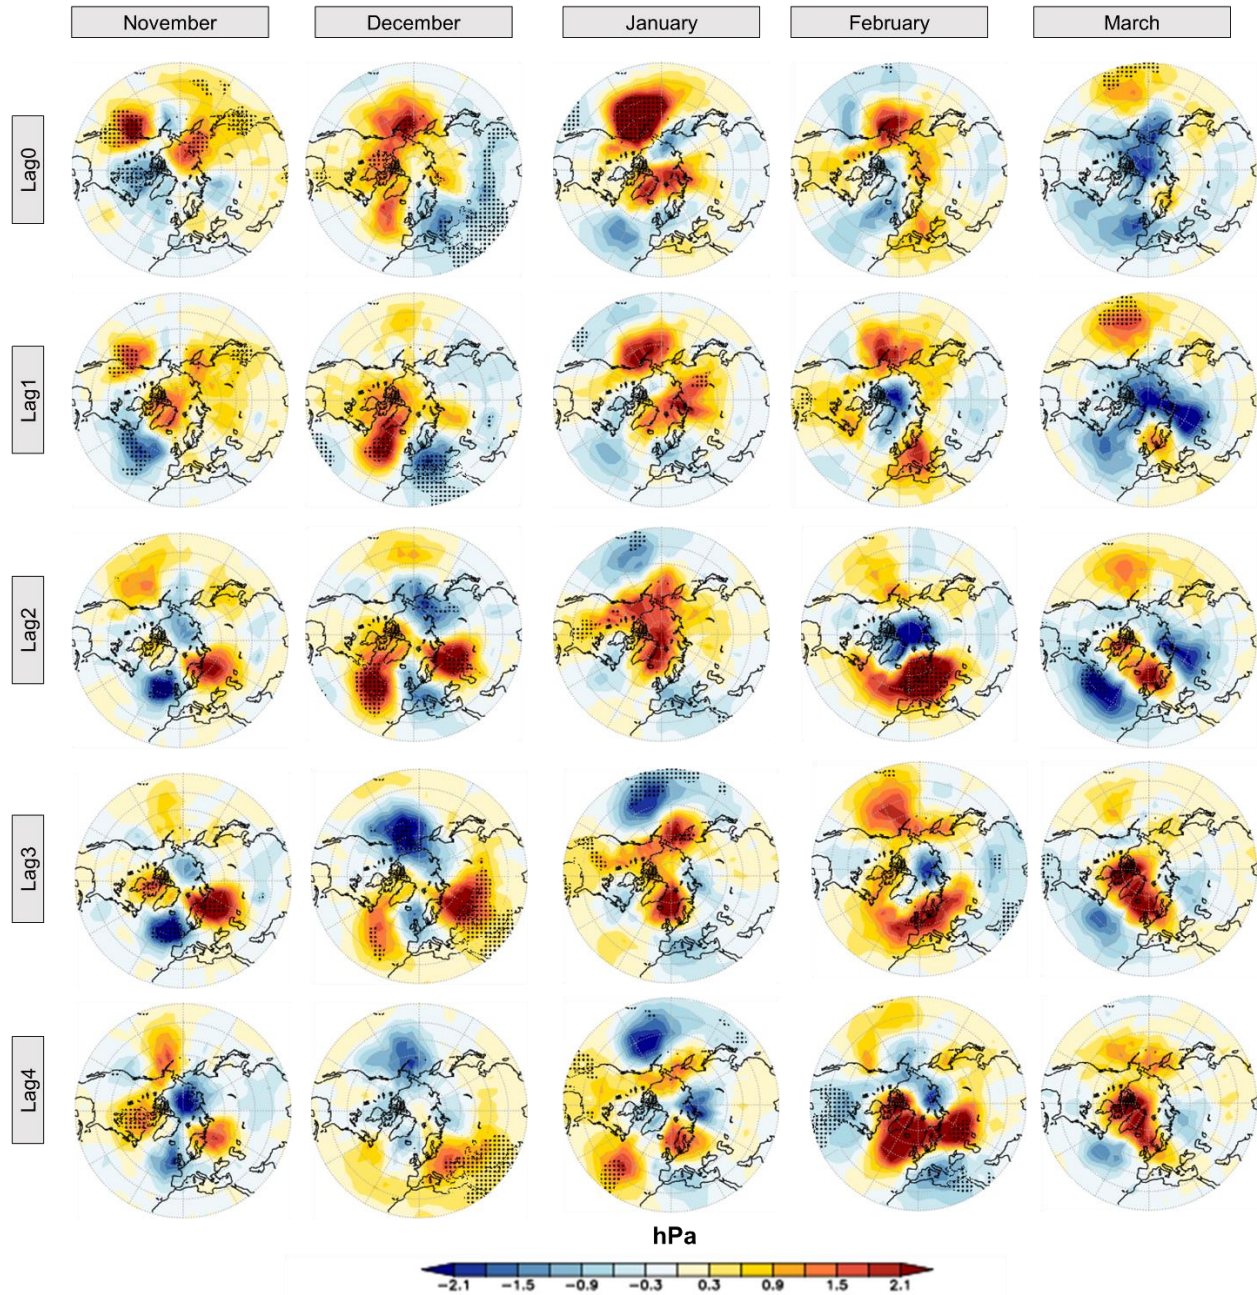 November December January February March
Lag0
Lag1
Lag2
Lag3
Lag4
hPa
-2.1 -1.5 -0.9 -0.3 0.3 0.9 1.5 2.1